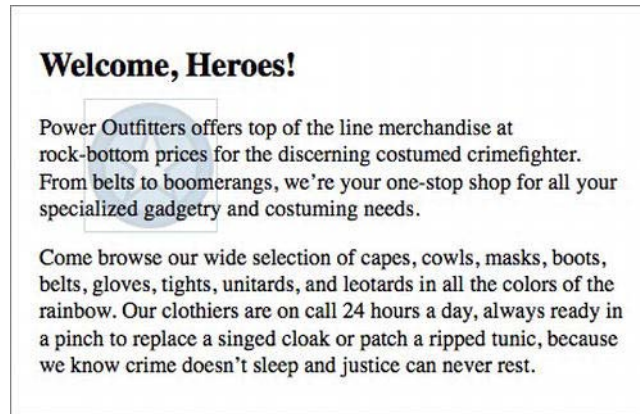 Welcome, Heroes!
Power Outfitters offers top of the line merchandise at
rock-bottom prices for the discerning costumed crimefighter.
From belts to boomerangs, we’re your one-stop shop for all your
specialized gadgetry and costuming needs.
Come browse our wide selection of capes, cowls, masks, boots,
belts, gloves, tights, unitards, and leotards in all the colors of the
rainbow. Our clothiers are on call 24 hours a day, always ready in
a pinch to replace a singed cloak or patch a ripped tunic, because
we know crime doesn’t sleep and justice can never rest.